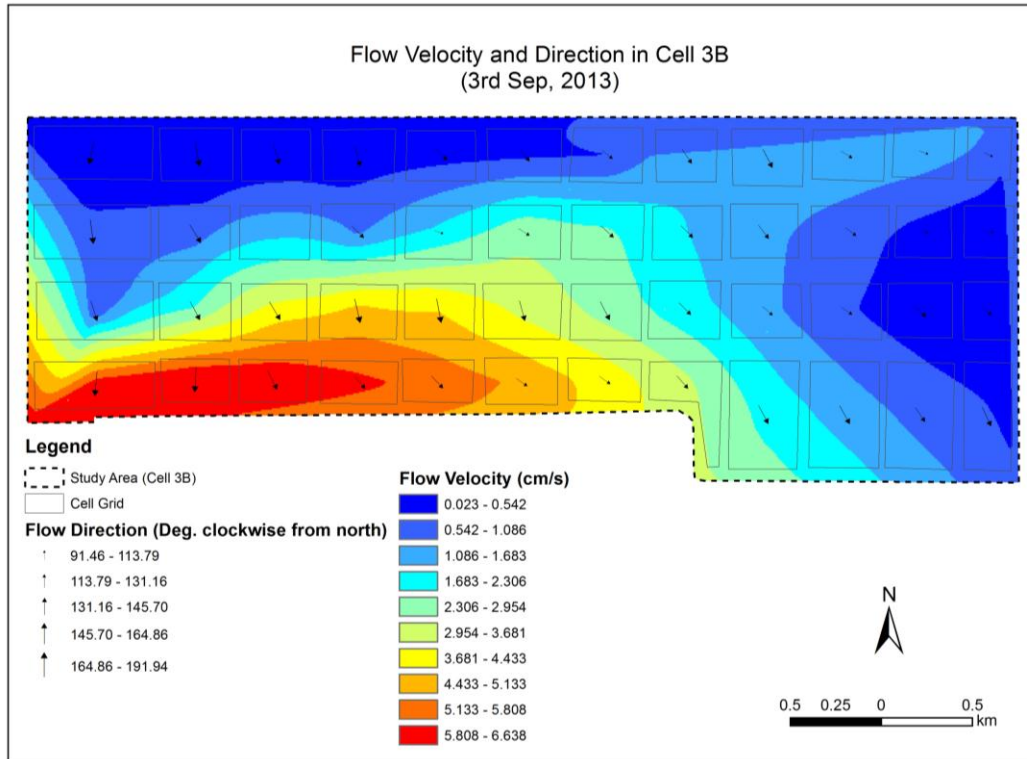 Flow Velocity and Direction in Cell 3B
(3rd Sep, 2013)
Legend
Study Area (Cell 3B)
Cell Grid
Flow Direction (Deg. clockwise from north)
91.46 - 113.79
113.79 - 131.16
131.16 - 145.70
145.70 - 164.86
164.86 - 191.94
Flow Velocity (cm/s)
0.023 - 0.542
0.542 - 1.086
1.086 - 1.683
1.683 - 2.306
2.306 - 2.954
2.954 - 3.681
3.681 - 4.433
4.433 - 5.133
5.133 - 5.808
5.808 - 6.638
N
0.5 0.25 0 0.5
km